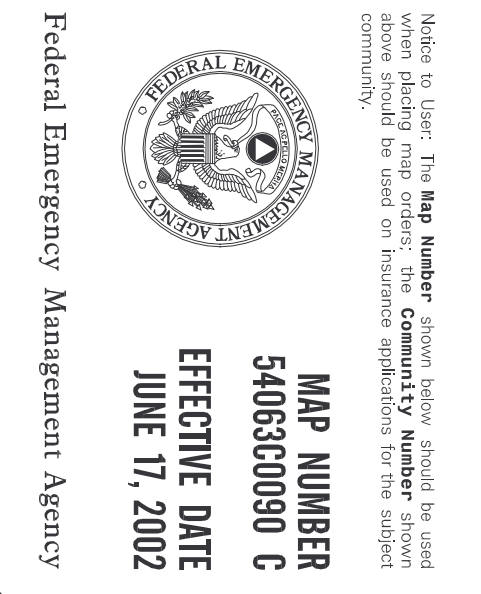 Notice to User: The Map Number shown below should be used
when placing map orders; the Community Number shown
above should be used on insurance applications for the subject
community.
MAP NUMBER
54063C0090 C
FEDERAL EMERGENCY MANAGEMENT AGENCY
EFFECTIVE DATE
JUNE 17, 2002
Federal Emergency Management Agency